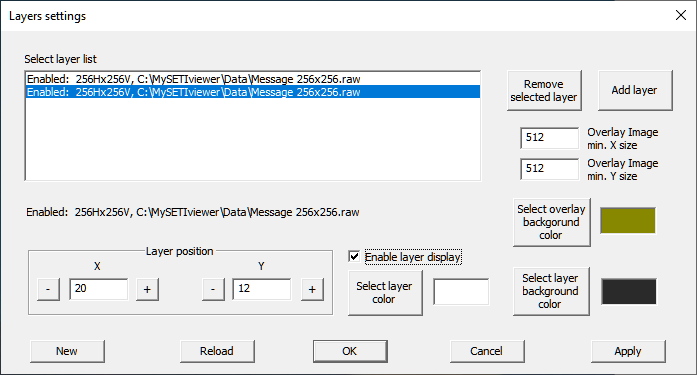 Layers settings
Select layer list
Enabled:  256Hx256V, C:\MySETIviewer\Data\Message 256x256.raw
Enabled:  256Hx256V, C:\MySETIviewer\Data\Message 256x256.raw
Remove
selected layer
Add layer
512
Overlay Image
min. X size
512
Overlay Image
min. Y size
Enabled:  256Hx256V, C:\MySETIviewer\Data\Message 256x256.raw
Select overlay
backgorund
color
Layer position
X
Y
-
20
+
-
12
+
Enable layer display
Select layer
color
Select layer
background
color
New
Reload
OK
Cancel
Apply